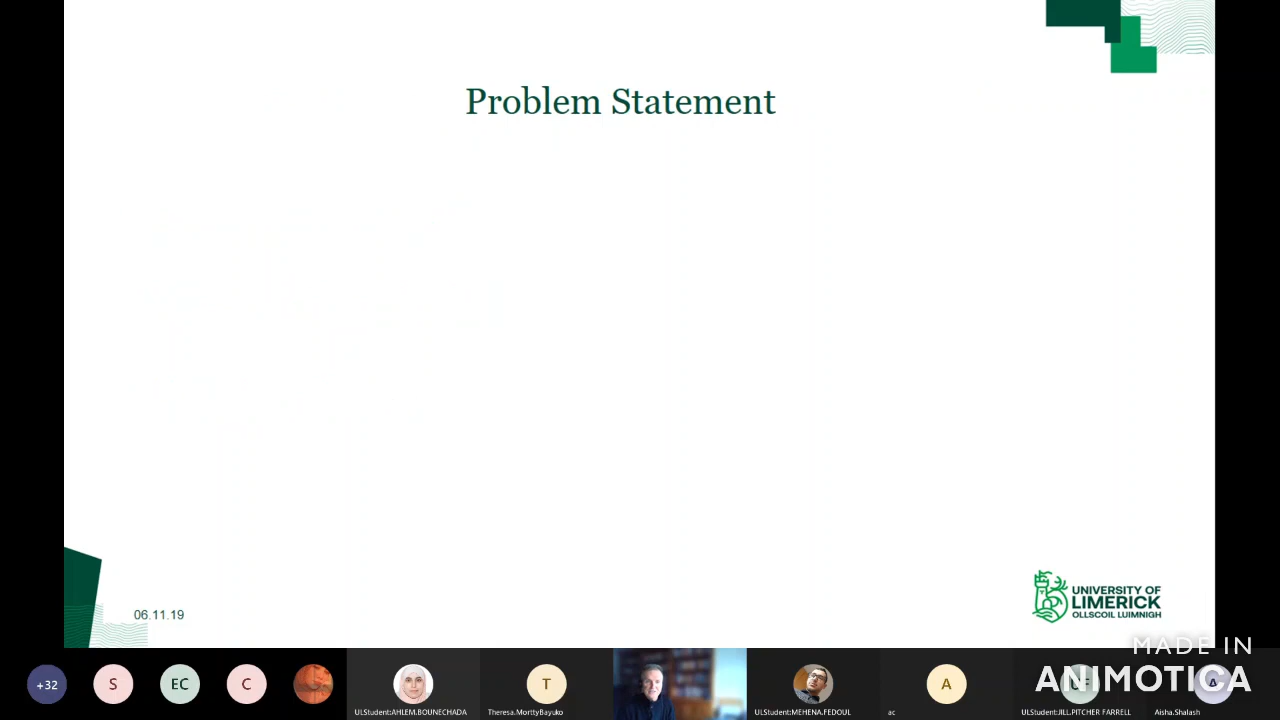 Problem Statement
06.11.19
UNIVERSITY OF
LIMERICK
OLLSCOIL LUIMNIGH
MADE IN
ANIMOTICA
+32
S
EC
C
T
A
A
ULStudent:AHLEM.BOUNECHADA
Theresa.MorttyBayuko
ULStudent:MEHENA.FEDOUL
ac
ULStudent:JILL.PITCHER FARRELL
Aisha.Shalash